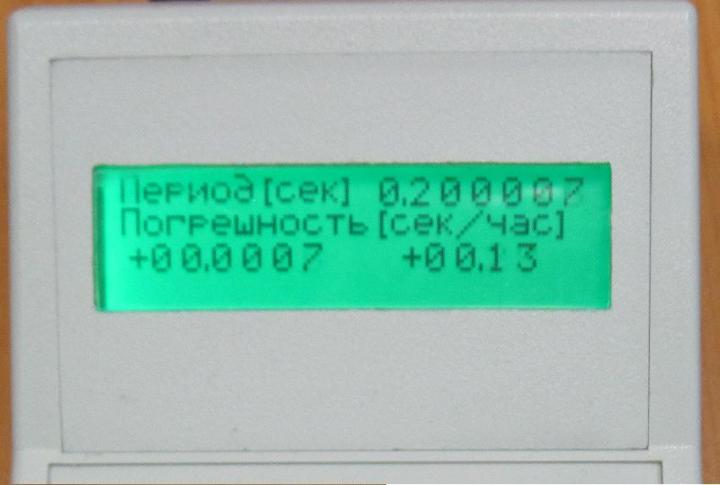 Период[сек] 0.200007
Погрешность[сек/час]
+00.0007 +00.13